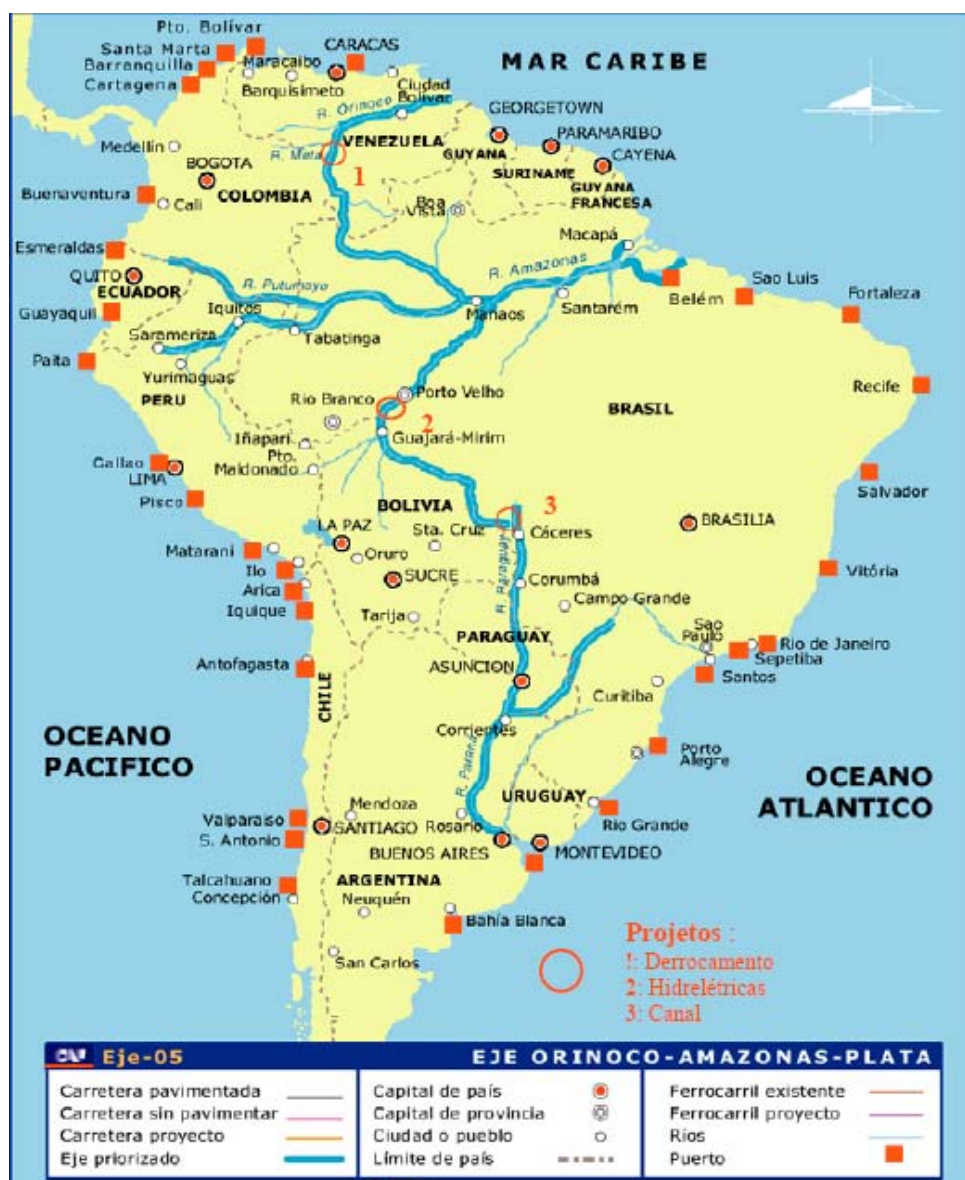 Pto. Bolívar
Santa Marta
Barranquilla
Cartagena
Maracaibo
Barquisimeto
CARACAS
Ciudad
Bolívar
MAR CARIBE
R. Orinoco
GEORGETOWN
PARAMARIBO
CAYENA
VENEZUELA
GUYANA
SURINAME
GUYANA
FRANCESA
Medellín
BOGOTA
R. Meta
1
COLOMBIA
Buenaventura
Cali
Boa
Vista
Macapá
Esmeraldas
QUITO
ECUADOR
R. Putumayo
R. Amazonas
Guayaquil
Iquitos
Manaos
Santarém
Belém
Sao Luis
Fortaleza
Sarameriza
Tabatinga
Paita
Yurimaguas
PERU
Rio Branco
Porto Velho
2
BRASIL
Recife
Iñapari
Guajará-Mirim
Pto.
Maldonado
Callao
LIMA
Pisco
BOLIVIA
3
Salvador
LA PAZ
Sta. Cruz
Cáceres
BRASILIA
Matarani
Oruro
R. Paraguay
Ilo
SUCRE
Corumbá
Vitória
Arica
Iquique
Tarija
Campo Grande
PARAGUAY
Sao
Paulo
Rio de Janeiro
Sepetiba
Santos
Antofagasta
ASUNCION
Curitiba
CHILE
Corrientes
OCEANO
PACIFICO
R. Paraná
Porto
Alegre
OCEANO
ATLANTICO
URUGUAY
Mendoza
Valparaiso
SANTIAGO
Rosario
Rio Grande
S. Antonio
BUENOS AIRES
MONTEVIDEO
Talcahuano
Concepción
ARGENTINA
Neuquén
Bahía Blanca
San Carlos
Projetos :
!: Derrocamento
2: Hidrelétricas
3: Canal
CAF Eje-05
EJE ORINOCO-AMAZONAS-PLATA
Carretera pavimentada
Carretera sin pavimentar
Carretera proyecto
Eje priorizado
Capital de país
Capital de provincia
Ciudad o pueblo
Límite de país
Ferrocarril existente
Ferrocarril proyecto
Ríos
Puerto